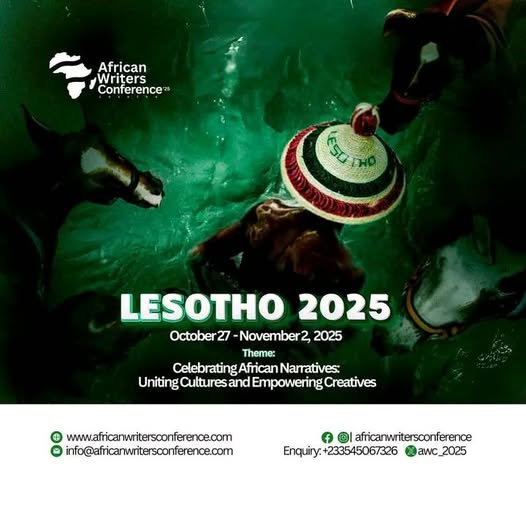 African
Writers
Conference'25
LESOTHO
LESOTHO 2025
October 27 - November 2, 2025
Theme:
Celebrating African Narratives:
Uniting Cultures and Empowering Creatives
www.africanwritersconference.com
info@africanwritersconference.com
| africanwritersconference
Enquiry: +233545067326
awc_2025